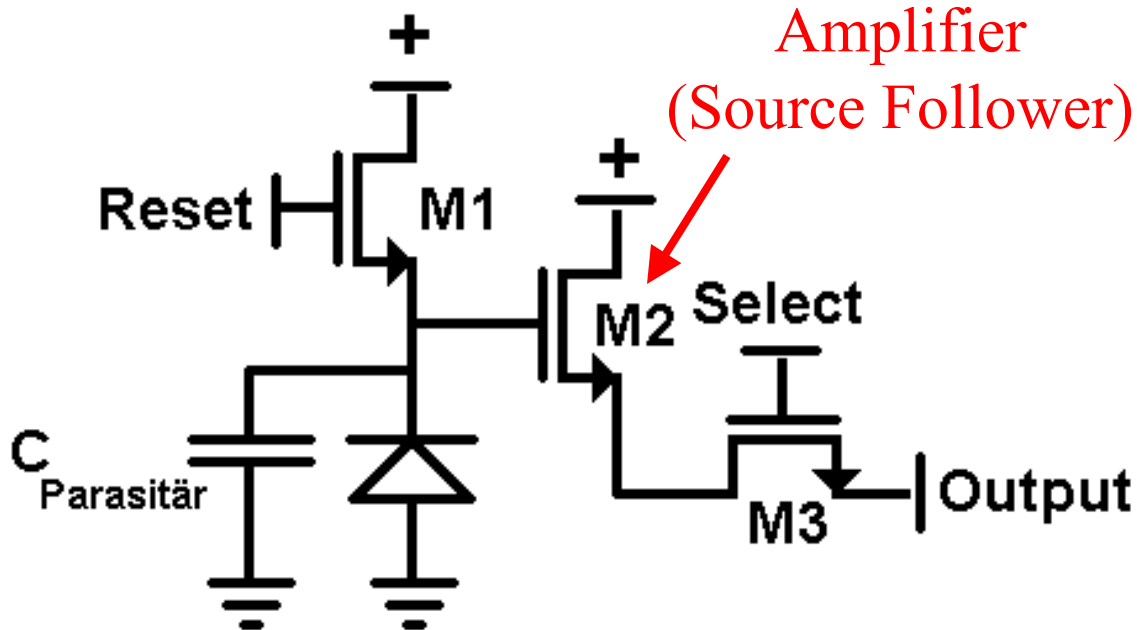 Amplifier
(Source Follower)
+
+
Reset
M1
M2
Select
C
Parasitär
M3
Output